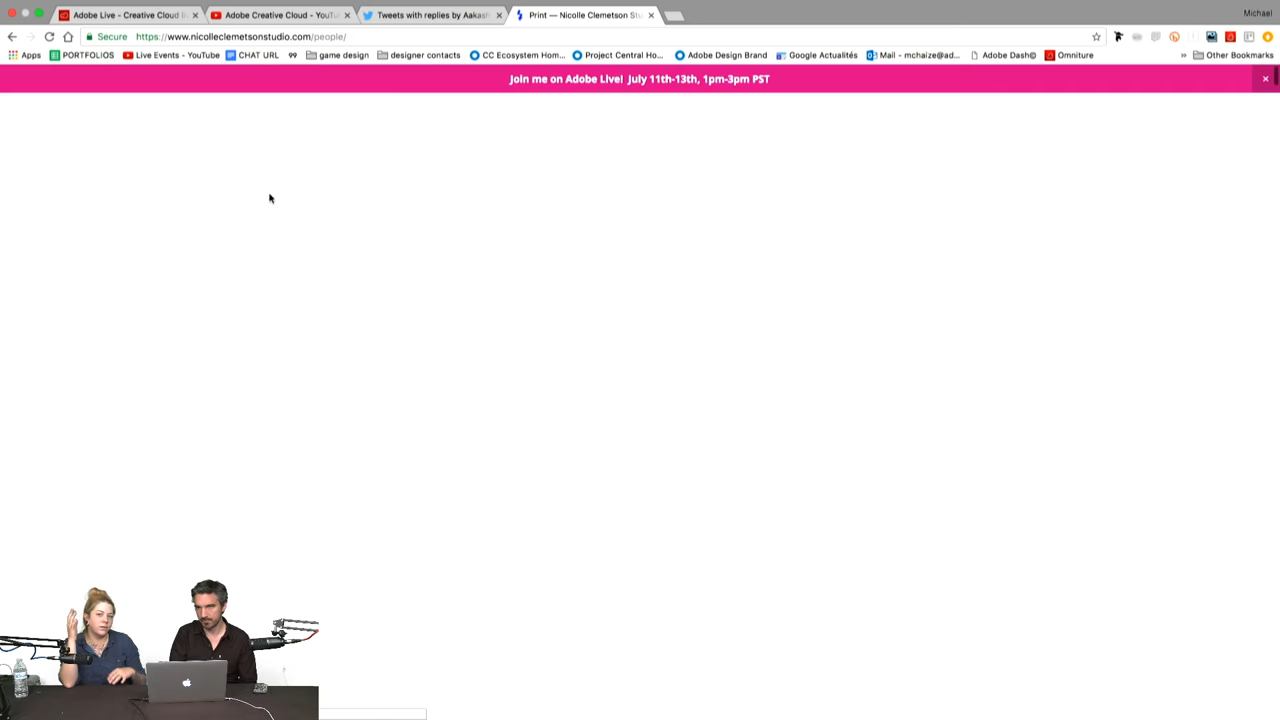 Adobe Live - Creative Cloud li
Adobe Creative Cloud - YouTu
Tweets with replies by Aakash
Print — Nicolle Clemetson Stu
Michael
Secure
https://www.nicolleclemetsonstudio.com/people/
Apps
PORTFOLIOS
Live Events - YouTube
CHAT URL
game design
designer contacts
CC Ecosystem Hom...
Project Central Ho...
Adobe Design Brand
Google Actualités
Mail - mchaize@ad...
Adobe Dash©
Omniture
» Other Bookmarks
Join me on Adobe Live! July 11th-13th, 1pm-3pm PST